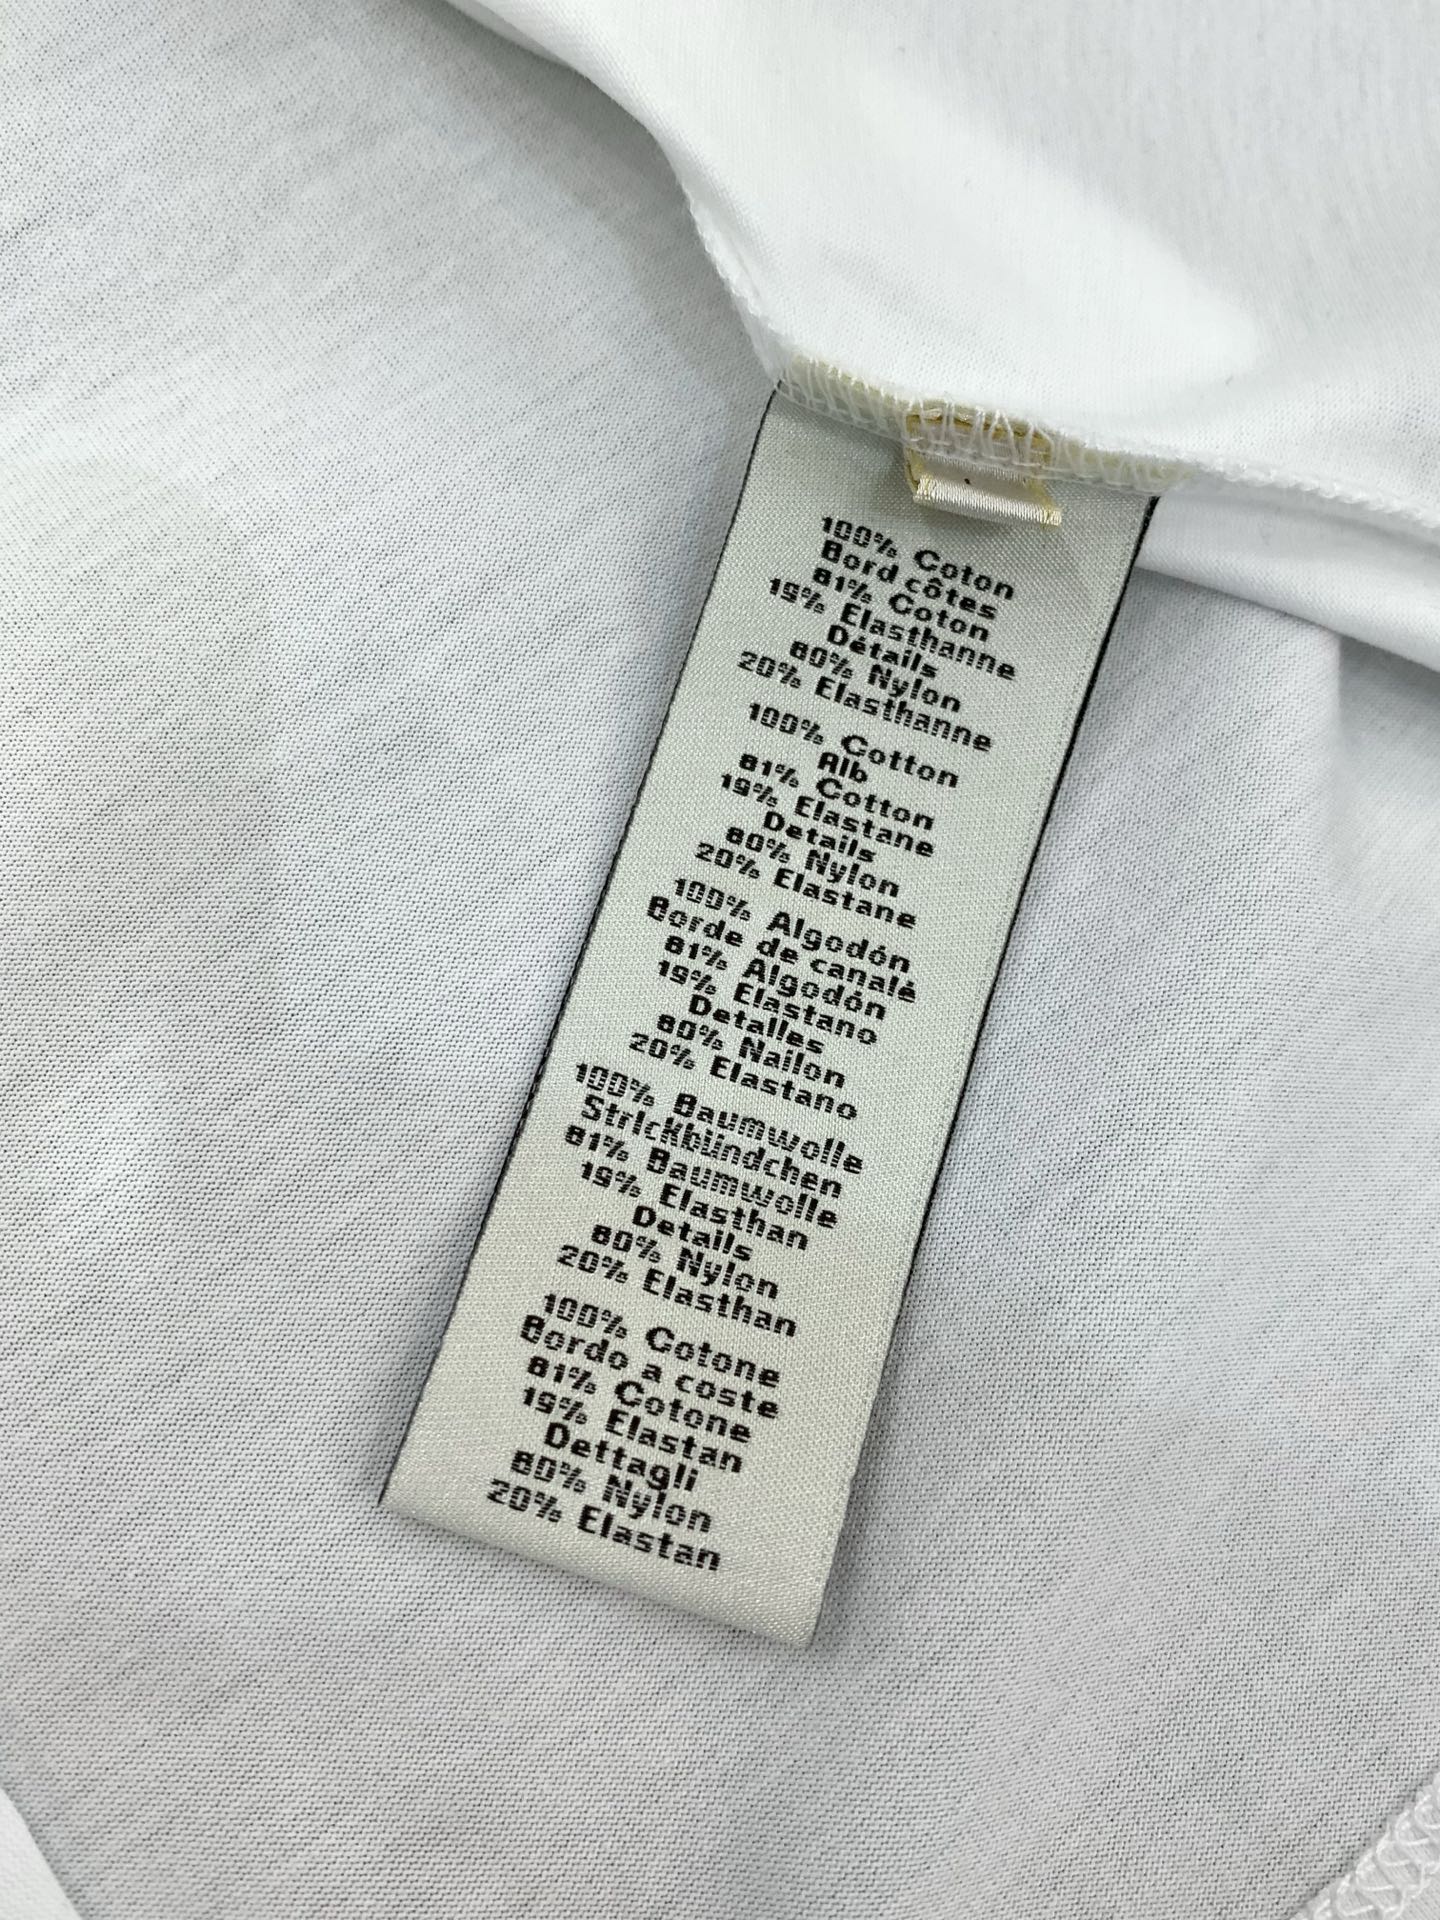 100% Coton
Bord côtes
81% Coton
19% Elasthanne
Détails
80% Nylon
20% Elasthanne
100% Cotton
Alb
81% Cotton
19% Elastane
Details
80% Nylon
20% Elastane
100% Algodón
Borde de canalé
81% Algodón
19% Elastano
Detalles
80% Nailon
20% Elastano
100% Baumwolle
Strickbündchen
81% Baumwolle
19% Elasthan
Details
80% Nylon
20% Elasthan
100% Cotone
Bordo a coste
81% Cotone
19% Elastan
Dettagli
80% Nylon
20% Elastan